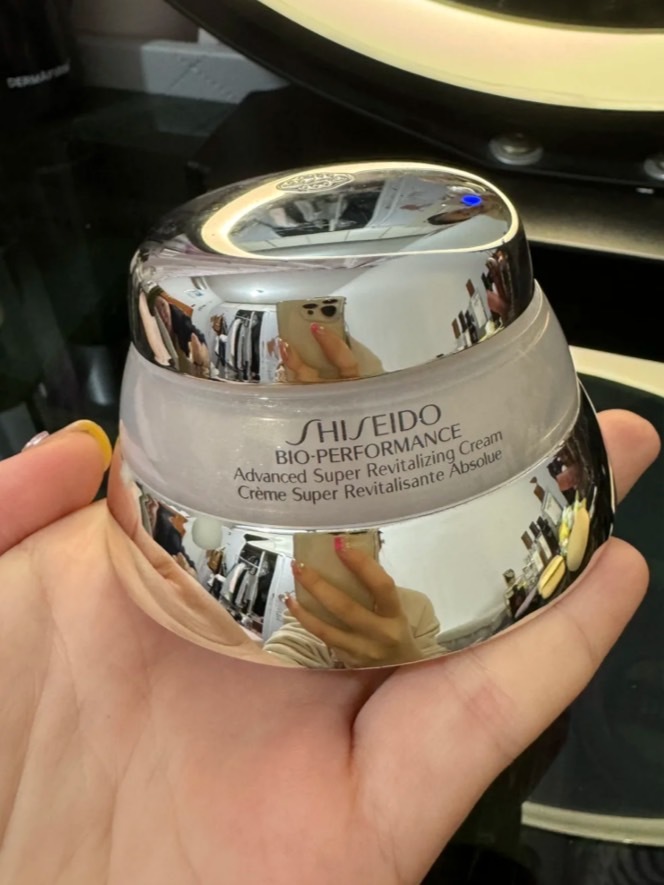 SHISEIDO
BIO-PERFORMANCE
Advanced Super Revitalizing Cream
Crème Super Revitalisante Absolue